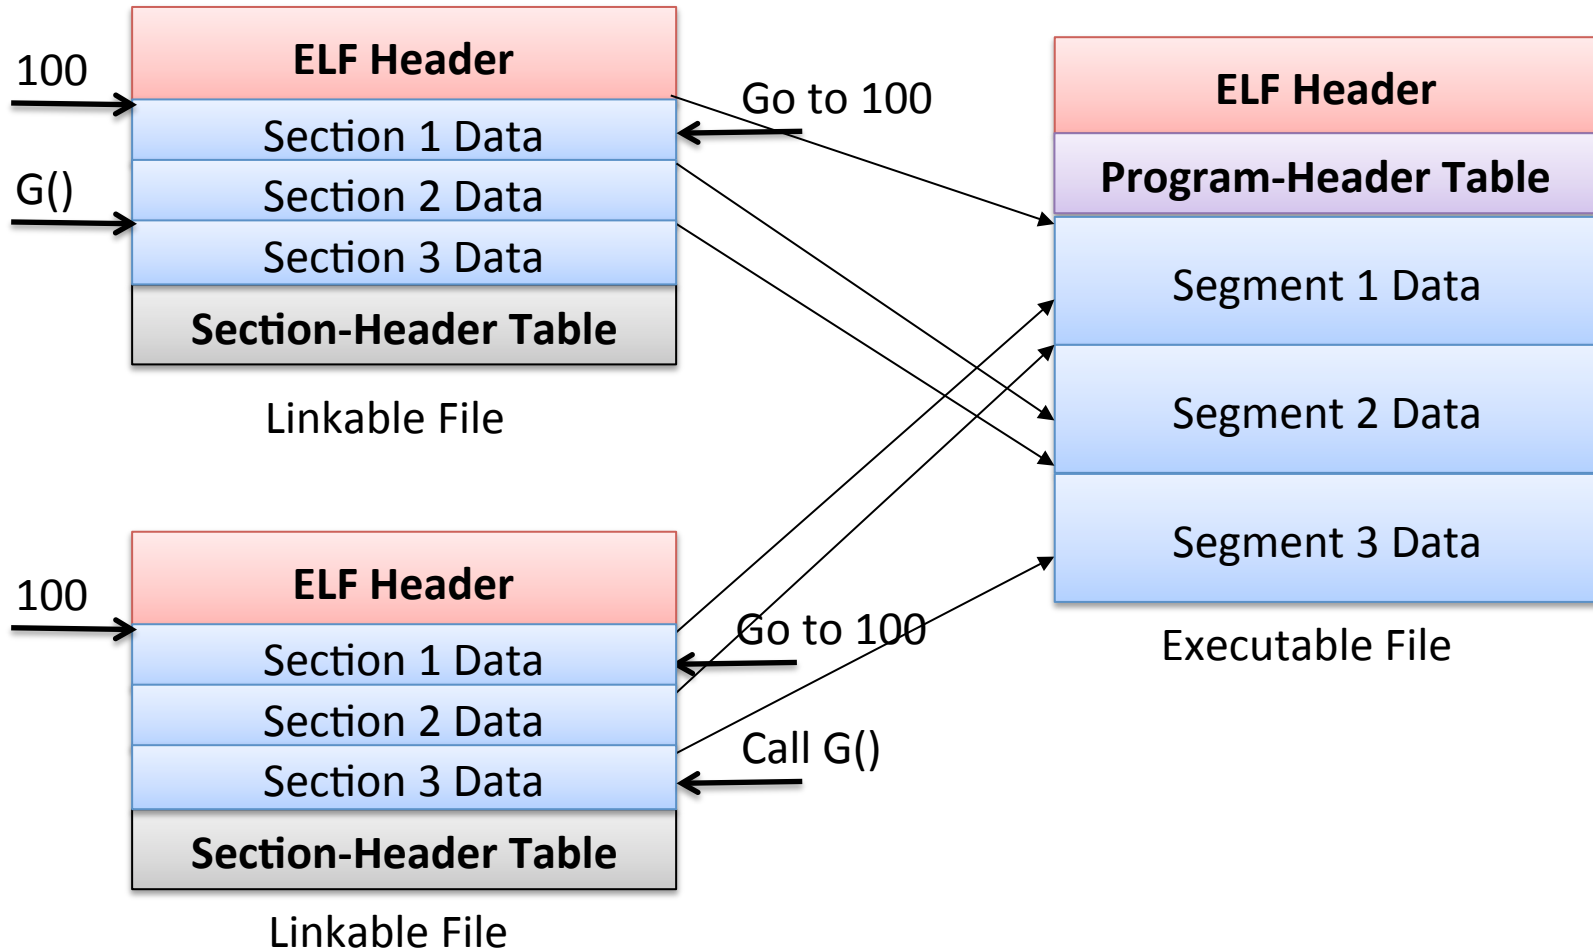 100
G()
ELF Header
Section 1 Data
Section 2 Data
Section 3 Data
Section-Header Table
Linkable File
Go to 100
100
ELF Header
Section 1 Data
Section 2 Data
Section 3 Data
Section-Header Table
Linkable File
Go to 100
Call G()
ELF Header
Program-Header Table
Segment 1 Data
Segment 2 Data
Segment 3 Data
Executable File